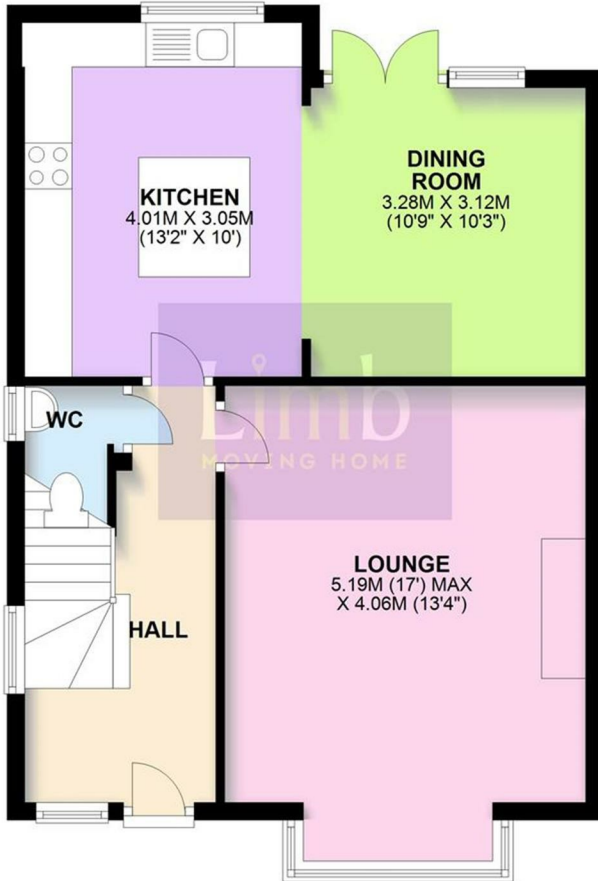 KITCHEN
4.01M X 3.05M
(13'2" X 10')
DINING
ROOM
3.28M X 3.12M
(10'9" X 10'3")
Limb
MOVING HOME
WC
LOUNGE
5.19M (17') MAX
X 4.06M (13'4")
HALL